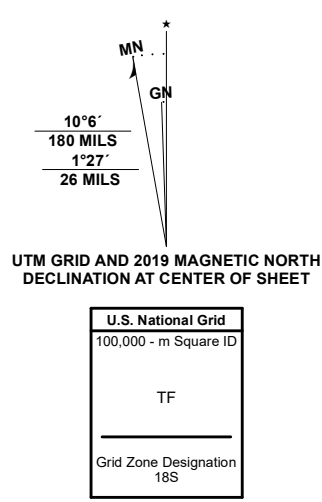 ★
MN
GN
10°6´
180 MILS
1°27´
26 MILS
UTM GRID AND 2019 MAGNETIC NORTH
DECLINATION AT CENTER OF SHEET
U.S. National Grid
100,000 - m Square ID
TF
Grid Zone Designation
18S